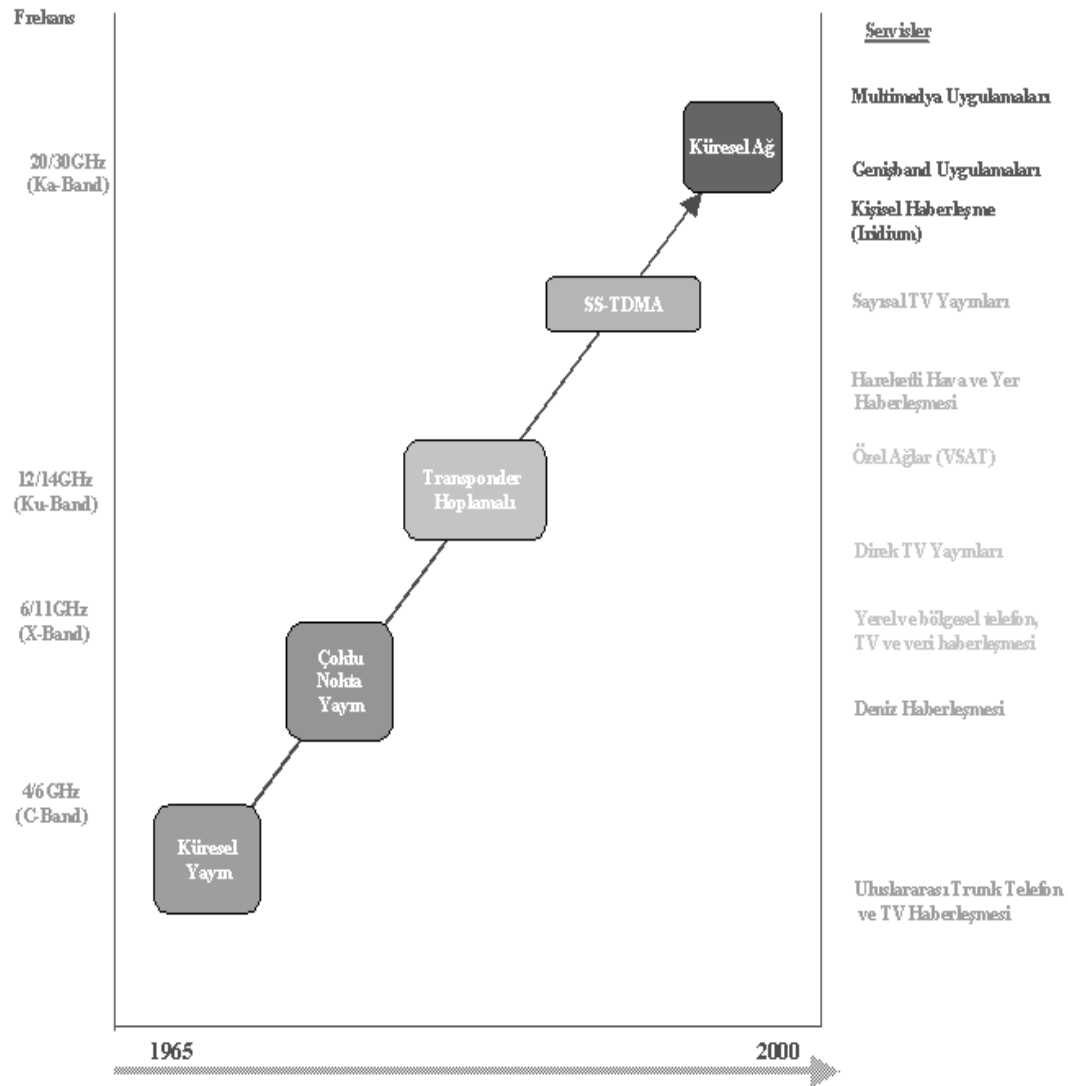 Frekans
20/30GHz
(Ka-Band)
12/14GHz
(Ku-Band)
6/11GHz
(X-Band)
4/6 GHz
(C-Band)
Küresel Ağ
SS-TDMA
Transponder
Hoplamalı
Çoklu
Nokta
Yayın
Küresel
Yayın
1965
2000
Servisler
Multimedya Uygulamaları
Genişband Uygulamaları
Kişisel Haberleşme
(Iridium)
Sayısal TV Yayınları
Hareketli Hava ve Yer
Haberleşmesi
Özel Ağlar (VSAT)
Direk TV Yayınları
Yerel ve bölgesel telefon,
TV ve veri haberleşmesi
Deniz Haberleşmesi
Uluslararası Trunk Telefon
ve TV Haberleşmesi